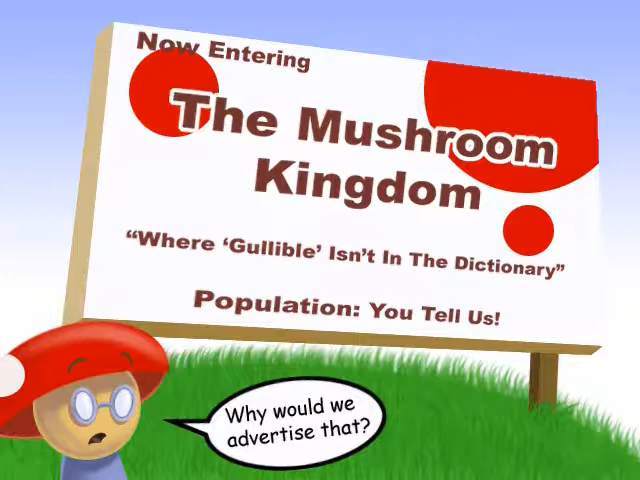 Now Entering
The Mushroom
Kingdom
“Where ‘Gullible’ Isn’t In The Dictionary”
Population: You Tell Us!
Why would we
advertise that?